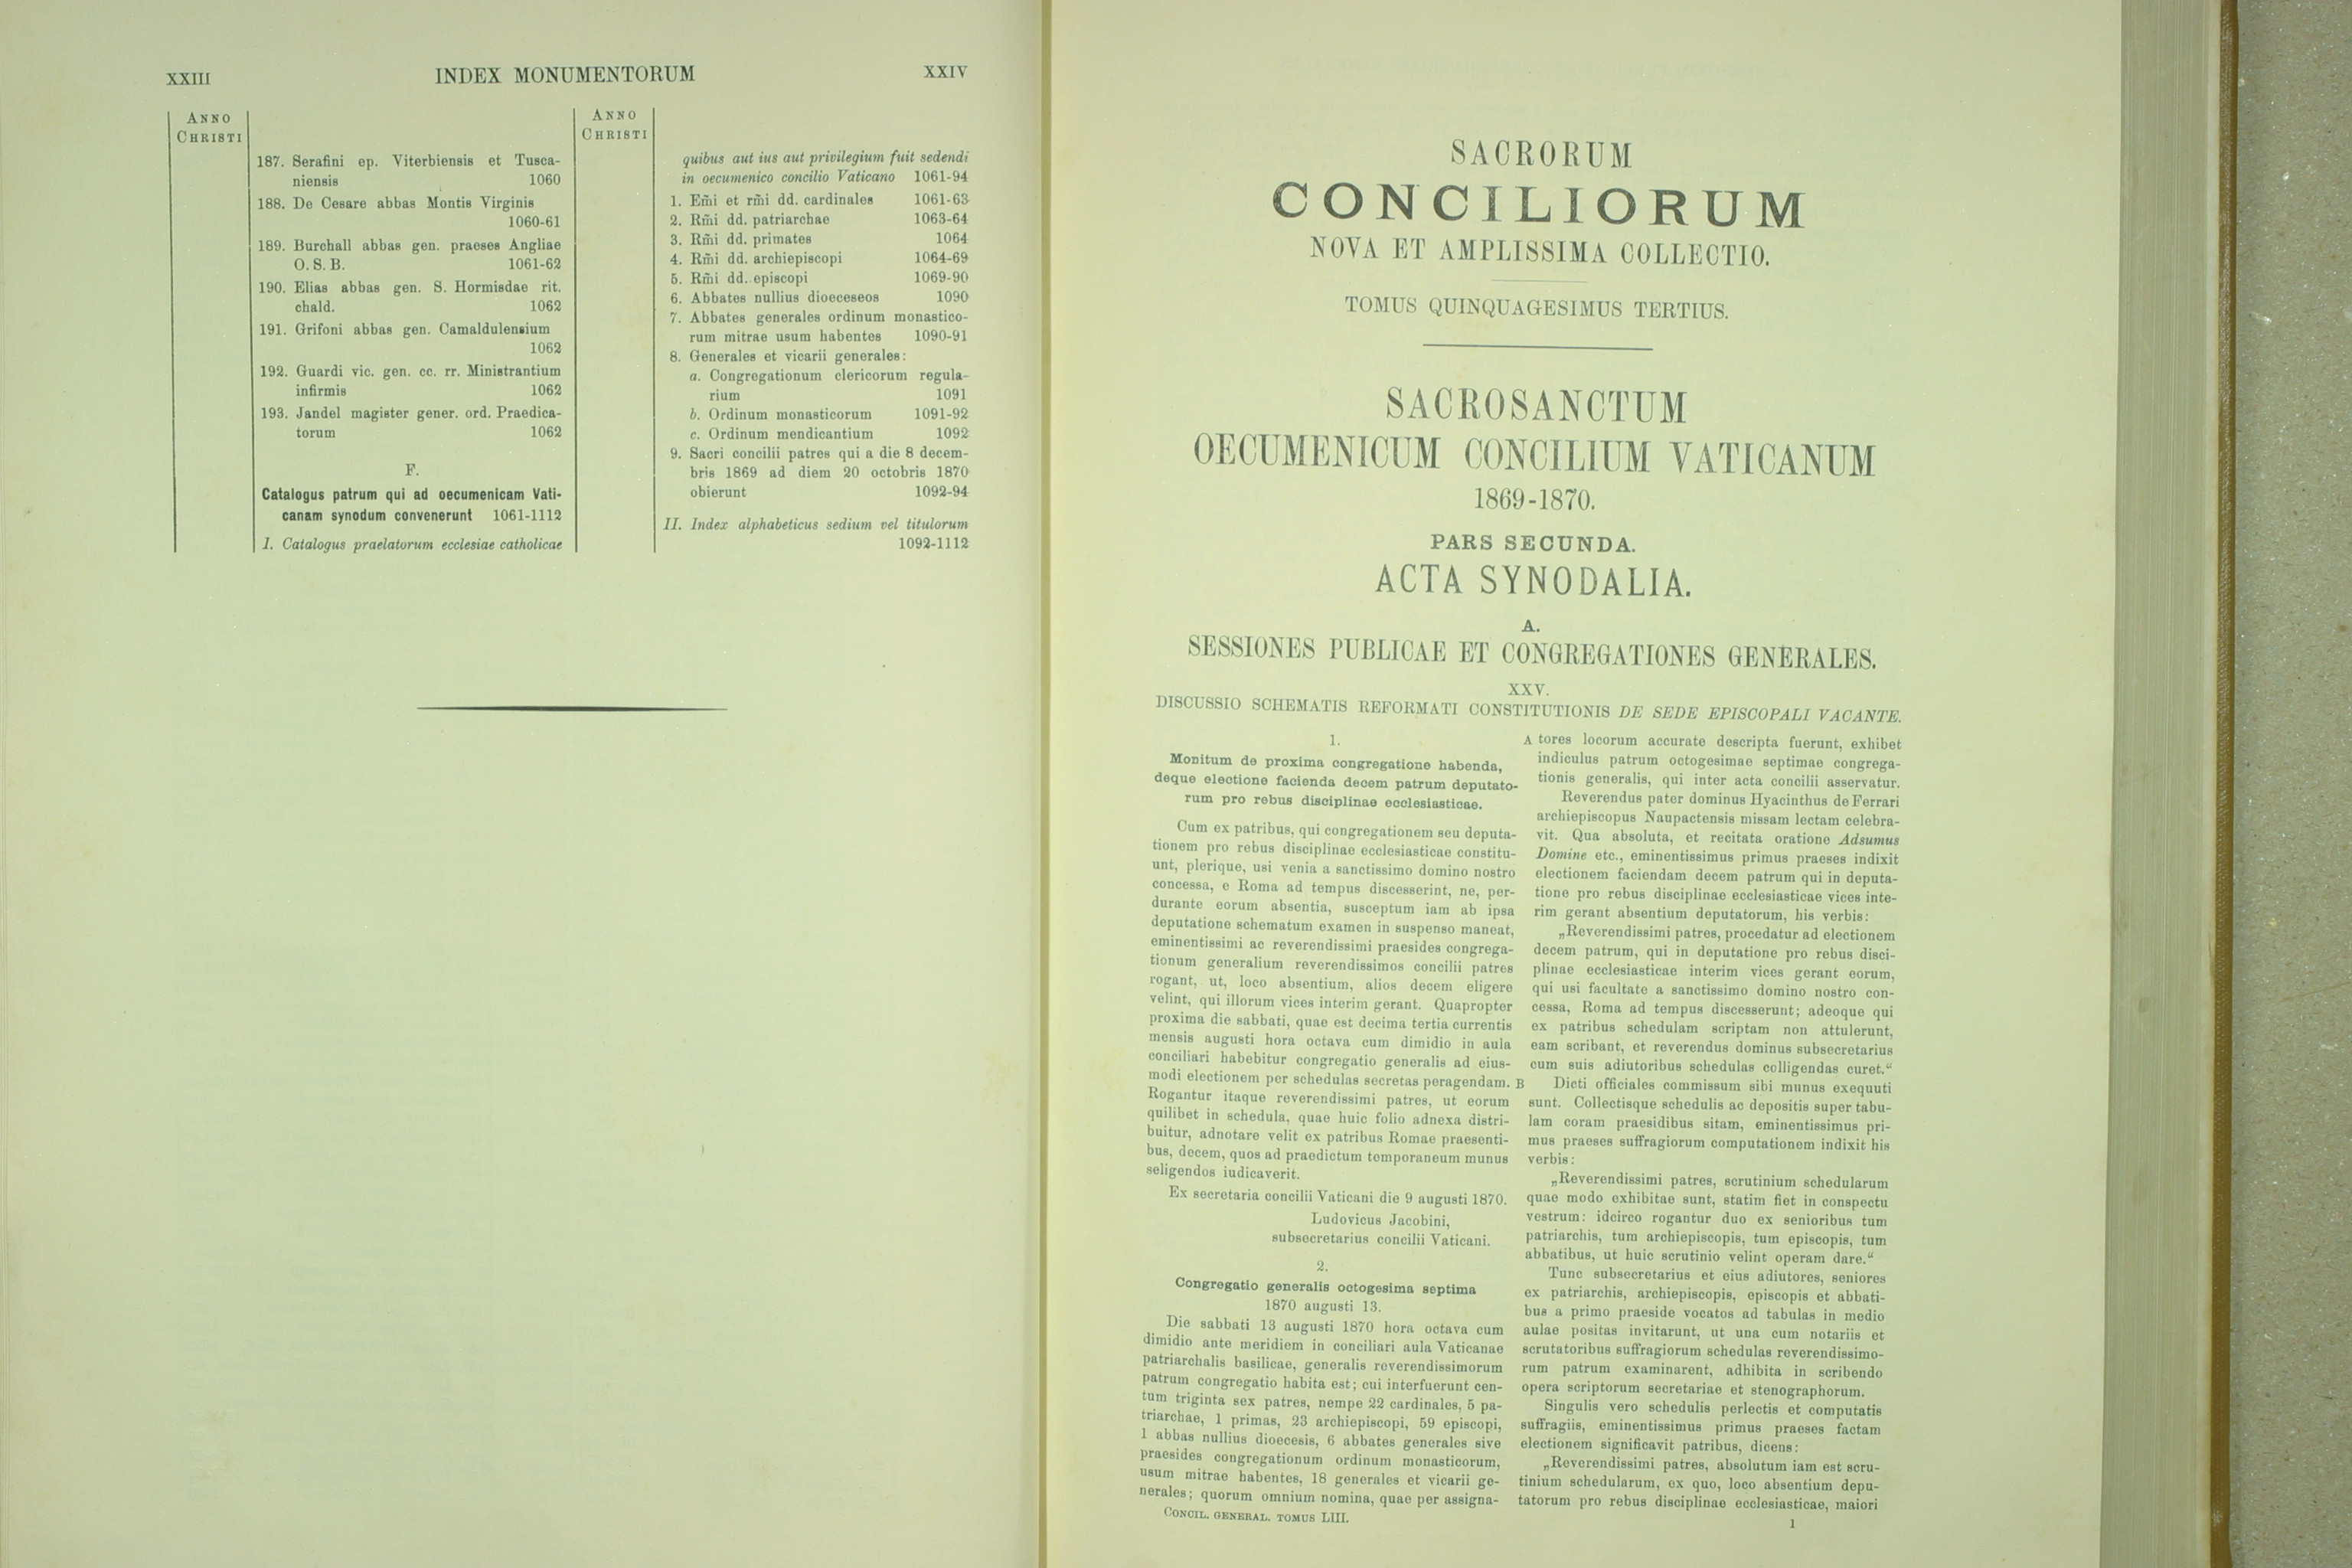 XXIII
INDEX MONUMENTORUM
XXIV
ANNO
CHRISTI
187. Serafini ep. Viterbiensis et Tusca-
niensis 1060
188. De Cesare abbas Montis Virginis
1060-61
189. Burchall abbas gen. praeses Angliae
O. S. B. 1061-62
190. Elias abbas gen. S. Hormisdae rit.
chald. 1062
191. Grifoni abbas gen. Camaldulensium
1062
192. Guardi vic. gen. cc. rr. Ministrantium
infirmis 1062
193. Jandel magister gener. ord. Praedica-
torum 1062
F.
Catalogus patrum qui ad oecumenicam Vati-
canam synodum convenerunt 1061-1112
I. Catalogus praelatorum ecclesiae catholicae
ANNO
CHRISTI
quibus aut ius aut privilegium fuit sedendi
in oecumenico concilio Vaticano 1061-94
1. Em̃i et rm̃i dd. cardinales 1061-63
2. Rm̃i dd. patriarchae 1063-64
3. Rm̃i dd. primates 1064
4. Rm̃i dd. archiepiscopi 1064-69
5. Rm̃i dd. episcopi 1069-90
6. Abbates nullius dioeceseos 1090
7. Abbates generales ordinum monastico-
rum mitrae usum habentes 1090-91
8. Generales et vicarii generales:
a. Congregationum clericorum regula-
rium 1091
b. Ordinum monasticorum 1091-92
c. Ordinum mendicantium 1092
9. Sacri concilii patres qui a die 8 decem-
bris 1869 ad diem 20 octobris 1870
obierunt 1092-94
II. Index alphabeticus sedium vel titulorum
1092-1112
SACRORUM
CONCILIORUM
NOVA ET AMPLISSIMA COLLECTIO.
TOMUS QUINQUAGESIMUS TERTIUS.
SACROSANCTUM
OECUMENICUM CONCILIUM VATICANUM
1869-1870.
PARS SECUNDA.
ACTA SYNODALIA.
A.
SESSIONES PUBLICAE ET CONGREGATIONES GENERALES.
XXV.
DISCUSSIO SCHEMATIS REFORMATI CONSTITUTIONIS DE SEDE EPISCOPALI VACANTE.
1.
Monitum de proxima congregatione habenda,
deque electione facienda decem patrum deputato-
rum pro rebus disciplinae ecclesiasticae.
Cum ex patribus, qui congregationem seu deputa-
tionem pro rebus disciplinae ecclesiasticae constitu-
unt, plerique, usi venia a sanctissimo domino nostro
concessa, e Roma ad tempus discesserint, ne, per-
durante eorum absentia, susceptum iam ab ipsa
deputatione schematum examen in suspenso maneat,
eminentissimi ac reverendissimi praesides congrega-
tionum generalium reverendissimos concilii patres
rogant, ut, loco absentium, alios decem eligere
velint, qui illorum vices interim gerant. Quapropter
proxima die sabbati, quae est decima tertia currentis
mensis augusti hora octava cum dimidio in aula
conciliari habebitur congregatio generalis ad eius-
modi electionem per schedulas secretas peragendam.
Rogantur itaque reverendissimi patres, ut eorum
quilibet in schedula, quae huic folio adnexa distri-
buitur, adnotare velit ex patribus Romae praesenti-
bus, decem, quos ad praedictum temporaneum munus
seligendos iudicaverit.
Ex secretaria concilii Vaticani die 9 augusti 1870.
Ludovicus Jacobini,
subsecretarius concilii Vaticani.
2.
Congregatio generalis octogesima septima
1870 augusti 13.
Die sabbati 13 augusti 1870 hora octava cum
dimidio ante meridiem in conciliari aula Vaticanae
patriarchalis basilicae, generalis reverendissimorum
patrum congregatio habita est; cui interfuerunt cen-
tum triginta sex patres, nempe 22 cardinales, 5 pa-
triarchae, 1 primas, 23 archiepiscopi, 59 episcopi,
1 abbas nullius dioecesis, 6 abbates generales sive
praesides congregationum ordinum monasticorum,
usum mitrae habentes, 18 generales et vicarii ge-
nerales; quorum omnium nomina, quae per assigna-
CONCIL. GENERAL. TOMUS LIII.
A tores locorum accurate descripta fuerunt, exhibet
indiculus patrum octogesimae septimae congrega-
tionis generalis, qui inter acta concilii asservatur.
Reverendus pater dominus Hyacinthus de Ferrari
archiepiscopus Naupactensis missam lectam celebra-
vit. Qua absoluta, et recitata oratione Adsumus
Domine etc., eminentissimus primus praeses indixit
electionem faciendam decem patrum qui in deputa-
tione pro rebus disciplinae ecclesiasticae vices inte-
rim gerant absentium deputatorum, his verbis:
„Reverendissimi patres, procedatur ad electionem
decem patrum, qui in deputatione pro rebus disci-
plinae ecclesiasticae interim vices gerant eorum,
qui usi facultate a sanctissimo domino nostro con-
cessa, Roma ad tempus discesserunt; adeoque qui
ex patribus schedulam scriptam non attulerunt,
eam scribant, et reverendus dominus subsecretarius
cum suis adiutoribus schedulas colligendas curet.“
B Dicti officiales commissum sibi munus exequuti
sunt. Collectisque schedulis ac depositis super tabu-
lam coram praesidibus sitam, eminentissimus pri-
mus praeses suffragiorum computationem indixit his
verbis:
„Reverendissimi patres, scrutinium schedularum
quae modo exhibitae sunt, statim fiet in conspectu
vestrum: idcirco rogantur duo ex senioribus tum
patriarchis, tum archiepiscopis, tum episcopis, tum
abbatibus, ut huic scrutinio velint operam dare.“
Tunc subsecretarius et eius adiutores, seniores
ex patriarchis, archiepiscopis, episcopis et abbati-
bus a primo praeside vocatos ad tabulas in medio
aulae positas invitarunt, ut una cum notariis et
scrutatoribus suffragiorum schedulas reverendissimo-
rum patrum examinarent, adhibita in scribendo
opera scriptorum secretariae et stenographorum.
Singulis vero schedulis perlectis et computatis
suffragiis, eminentissimus primus praeses factam
electionem significavit patribus, dicens:
„Reverendissimi patres, absolutum iam est scru-
tinium schedularum, ex quo, loco absentium depu-
tatorum pro rebus disciplinae ecclesiasticae, maiori
1